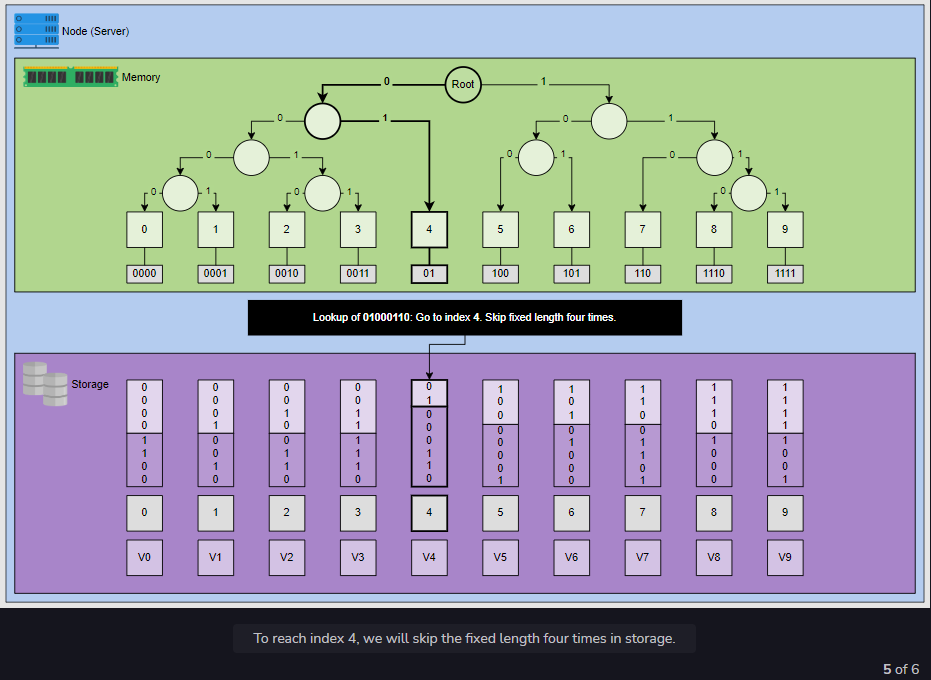 Node (Server)
Memory
Root
0 1
0 1 0 1
0 1 0 1 0 1
0 1 0 1 0 1
0 1 2 3 4 5 6 7 8 9
0000 0001 0010 0011 01 100 101 110 1110 1111
Lookup of 01000110: Go to index 4. Skip fixed length four times.
Storage
0 0 0 0 0 1 1 1 1 1
0 0 0 0 1 0 0 1 1 1
0 0 1 1 0 0 1 0 1 1
0 1 0 1 0 0 0 0 0 1
1 0 0 1 0 0 1 1 1 1
1 0 1 1 1 0 0 1 0 0
0 1 1 1 1 0 0 0 0 0
0 0 0 0 0 1 0 1 0 1
0 1 2 3 4 5 6 7 8 9
V0 V1 V2 V3 V4 V5 V6 V7 V8 V9
To reach index 4, we will skip the fixed length four times in storage.
5 of 6